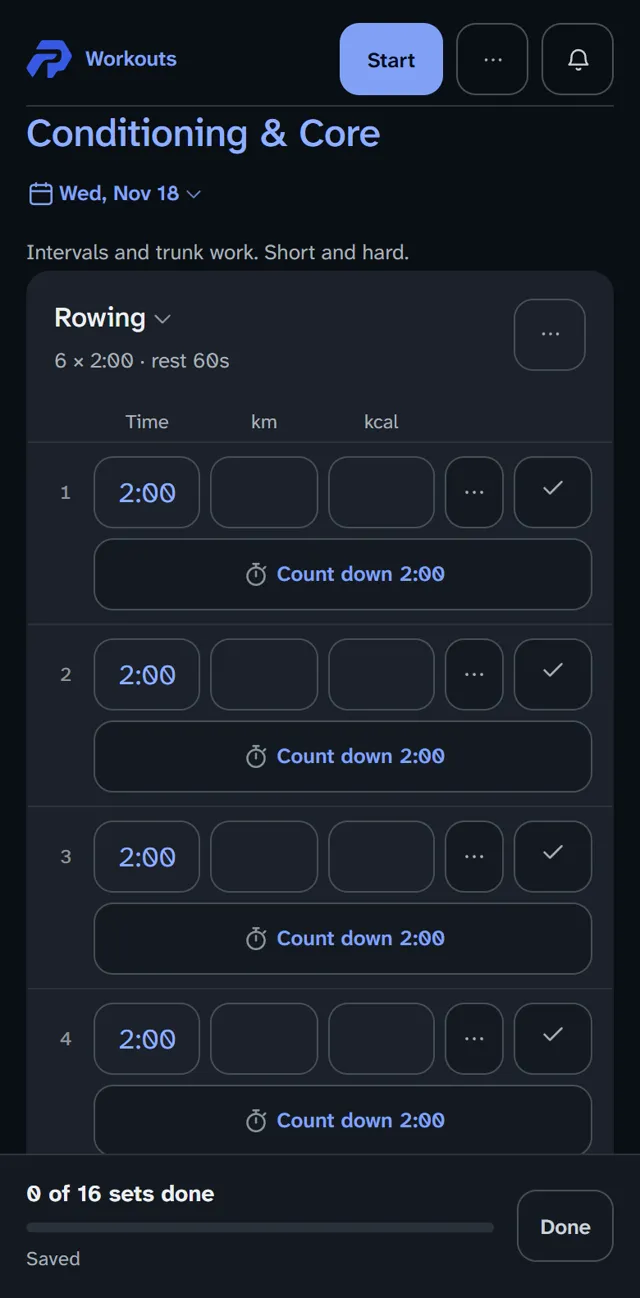 Workouts
Start
Conditioning & Core
Wed, Nov 18
Intervals and trunk work. Short and hard.
Rowing
6 × 2:00 · rest 60s
Time km kcal
1 2:00
Count down 2:00
2 2:00
Count down 2:00
3 2:00
Count down 2:00
4 2:00
Count down 2:00
0 of 16 sets done
Done
Saved